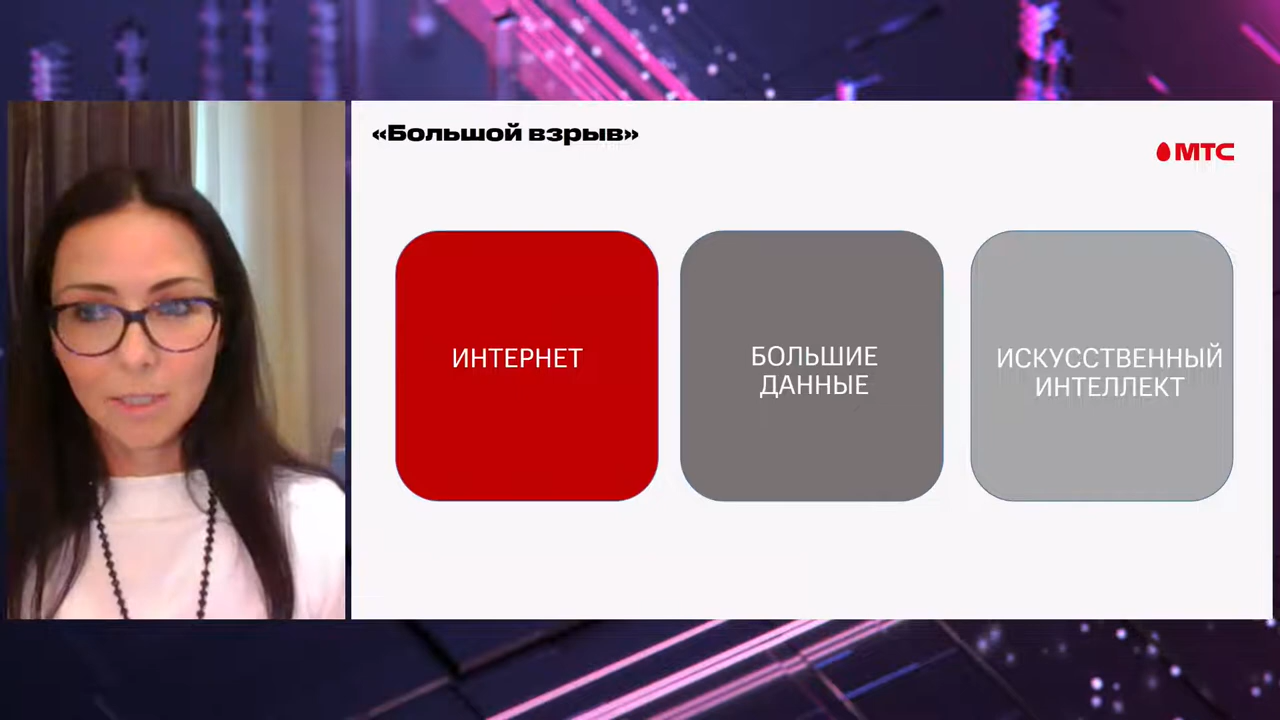 «Большой взрыв»
МТС
ИНТЕРНЕТ
БОЛЬШИЕ
ДАННЫЕ
ИСКУССТВЕННЫЙ
ИНТЕЛЛЕКТ